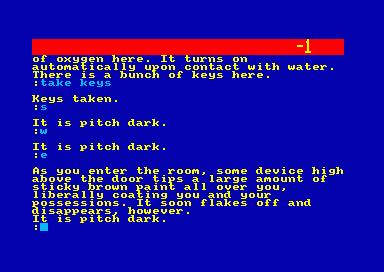 -1
of oxygen here. It turns on
automatically upon contact with water.
There is a bunch of keys here.
:take keys
Keys taken.
:s
It is pitch dark.
:w
It is pitch dark.
:e
As you enter the room, some device high
above the door tips a large amount of
sticky brown paint all over you,
liberally coating you and your
possessions. It soon flakes off and
disappears, however.
It is pitch dark.
: